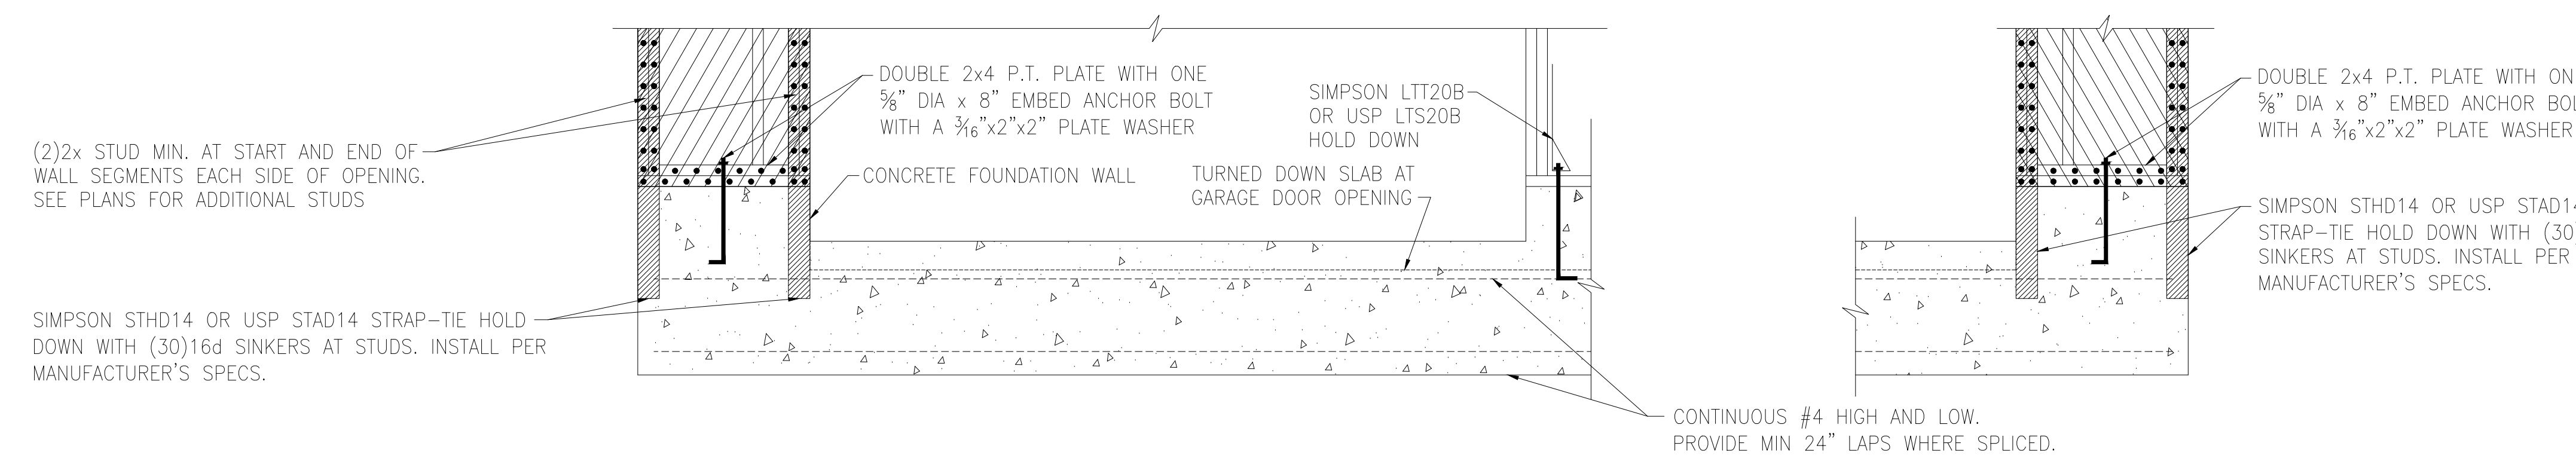 (2)2x STUD MIN. AT START AND END OF
WALL SEGMENTS EACH SIDE OF OPENING.
SEE PLANS FOR ADDITIONAL STUDS
SIMPSON STHD14 OR USP STAD14 STRAP-TIE HOLD
DOWN WITH (30)16d SINKERS AT STUDS. INSTALL PER
MANUFACTURER'S SPECS.
DOUBLE 2x4 P.T. PLATE WITH ONE
5/8" DIA x 8" EMBED ANCHOR BOLT
WITH A 3/16"x2"x2" PLATE WASHER
CONCRETE FOUNDATION WALL
SIMPSON LTT20B
OR USP LTS20B
HOLD DOWN
TURNED DOWN SLAB AT
GARAGE DOOR OPENING
CONTINUOUS #4 HIGH AND LOW.
PROVIDE MIN 24" LAPS WHERE SPLICED.
DOUBLE 2x4 P.T. PLATE WITH ON
5/8" DIA x 8" EMBED ANCHOR BOL
WITH A 3/16"x2"x2" PLATE WASHER
SIMPSON STHD14 OR USP STAD14
STRAP-TIE HOLD DOWN WITH (30)
SINKERS AT STUDS. INSTALL PER
MANUFACTURER'S SPECS.